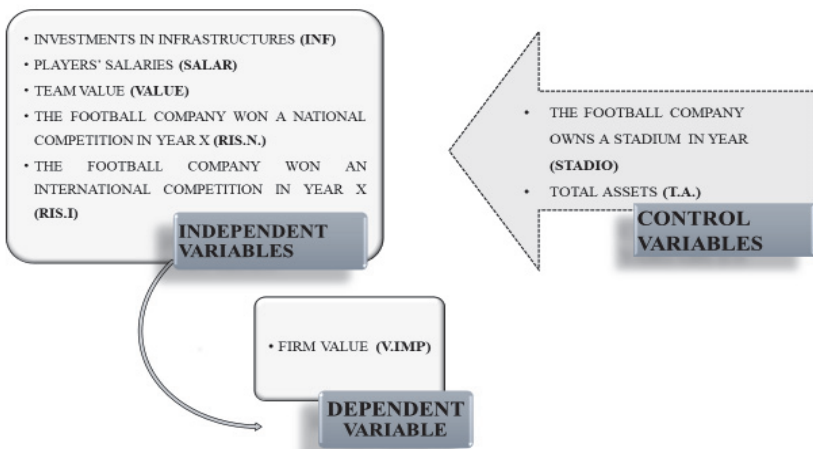 • INVESTMENTS IN INFRASTRUCTURES (INF)
• PLAYERS' SALARIES (SALAR)
• TEAM VALUE (VALUE)
• THE FOOTBALL COMPANY WON A NATIONAL
COMPETITION IN YEAR X (RIS.N.)
• THE FOOTBALL COMPANY WON AN
INTERNATIONAL COMPETITION IN YEAR X
(RIS.I)
INDEPENDENT
VARIABLES
• THE FOOTBALL COMPANY
OWNS A STADIUM IN YEAR
(STADIO)
• TOTAL ASSETS (T.A.)
CONTROL
VARIABLES
• FIRM VALUE (V.IMP)
DEPENDENT
VARIABLE